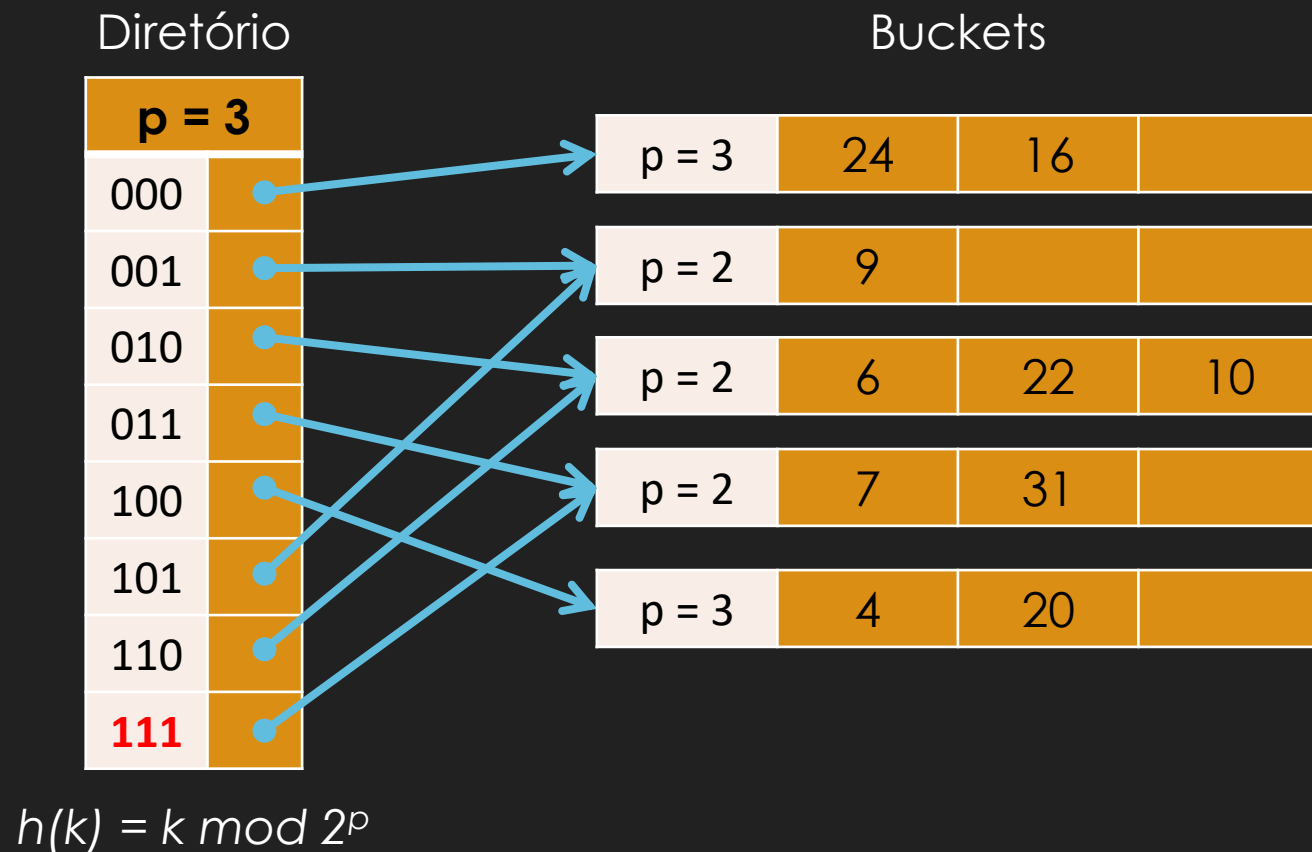 Diretório
p = 3
000
001
010
011
100
101
110
111
h(k) = k mod 2ᵖ
Buckets
p = 3 24 16
p = 2 9
p = 2 6 22 10
p = 2 7 31
p = 3 4 20